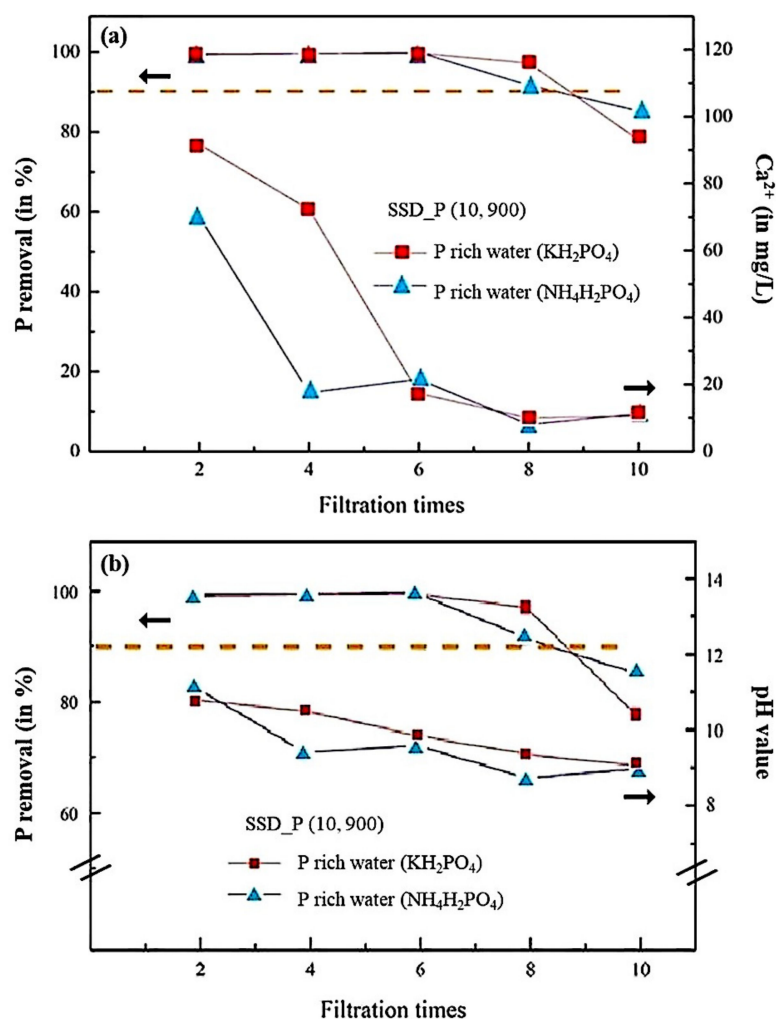 (a)
100
80
60
40
20
0
P removal (in %)
120
100
80
60
40
20
0
Ca²⁺ (in mg/L)
SSD_P (10, 900)
P rich water (KH₂PO₄)
P rich water (NH₄H₂PO₄)
2 4 6 8 10
Filtration times
(b)
100
80
60
P removal (in %)
14
12
10
8
pH value
SSD_P (10, 900)
P rich water (KH₂PO₄)
P rich water (NH₄H₂PO₄)
2 4 6 8 10
Filtration times